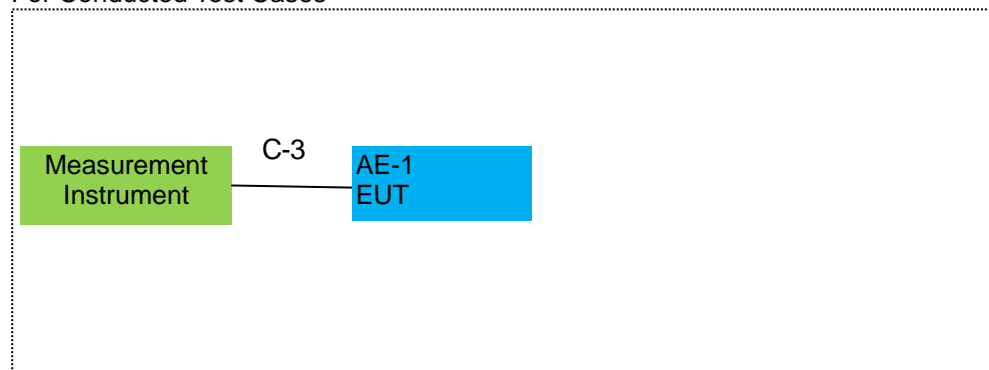 For Conducted Test Cases
Measurement
Instrument
C-3
AE-1
EUT